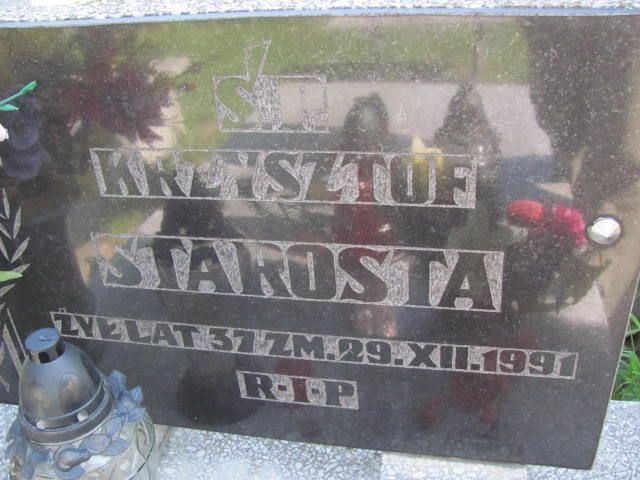 Ś.P.
KRZYSZTOF
STAROSTA
ŻYŁ LAT 37 ZM. 29.XII.1991
R-I-P